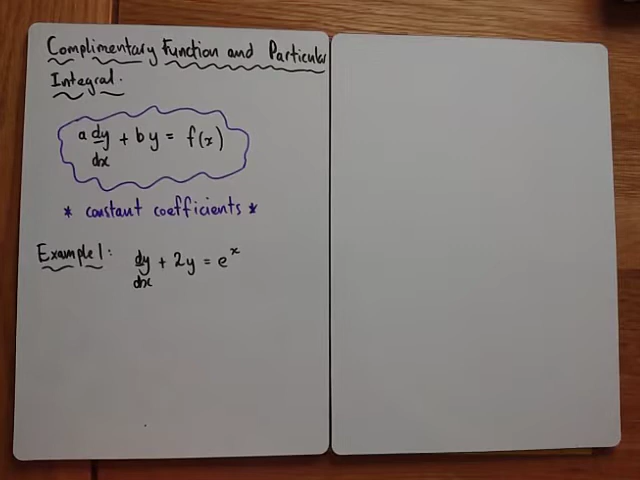 Complimentary Function and Particular
Integral.
a dy/dx + by = f(x)
* constant coefficients *
Example 1: dy/dx + 2y = e^x